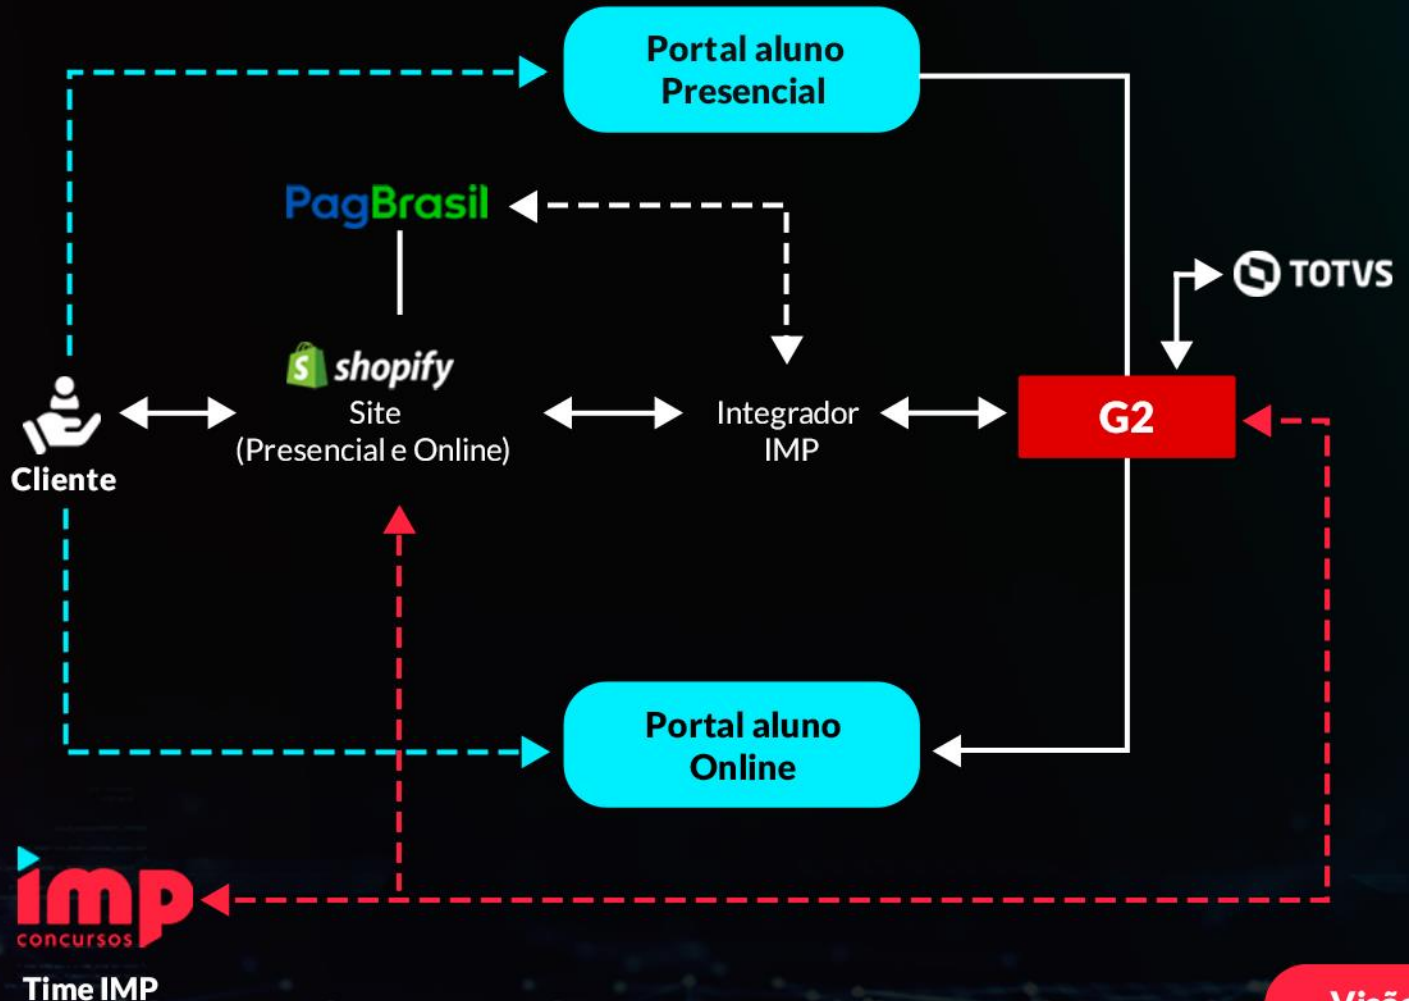 Portal aluno
Presencial
PagBrasil
TOTVS
shopify
Site
(Presencial e Online)
Integrador
IMP
G2
Cliente
Portal aluno
Online
imp
concursos
Time IMP